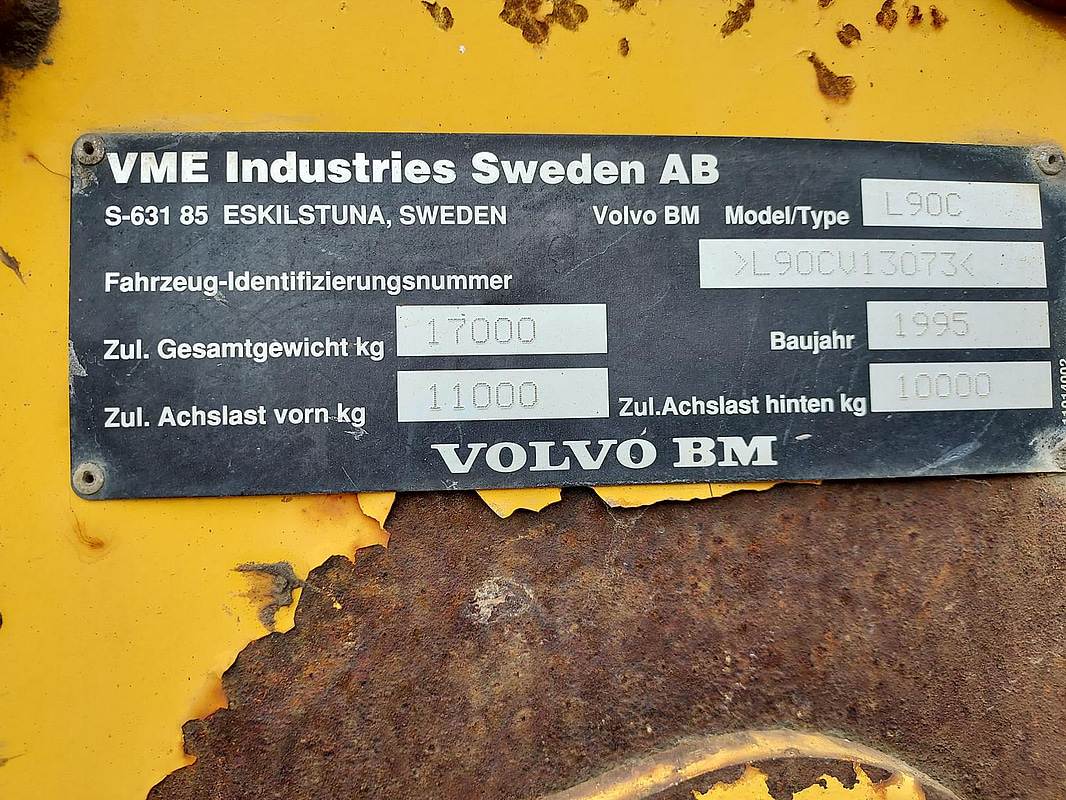 VME Industries Sweden AB
S-631 85 ESKILSTUNA, SWEDEN Volvo BM Model/Type L90C
Fahrzeug-Identifizierungsnummer >L90CV13073<
Zul. Gesamtgewicht kg 17000 Baujahr 1995
Zul. Achslast vorn kg 11000 Zul.Achslast hinten kg 10000
VOLVO BM